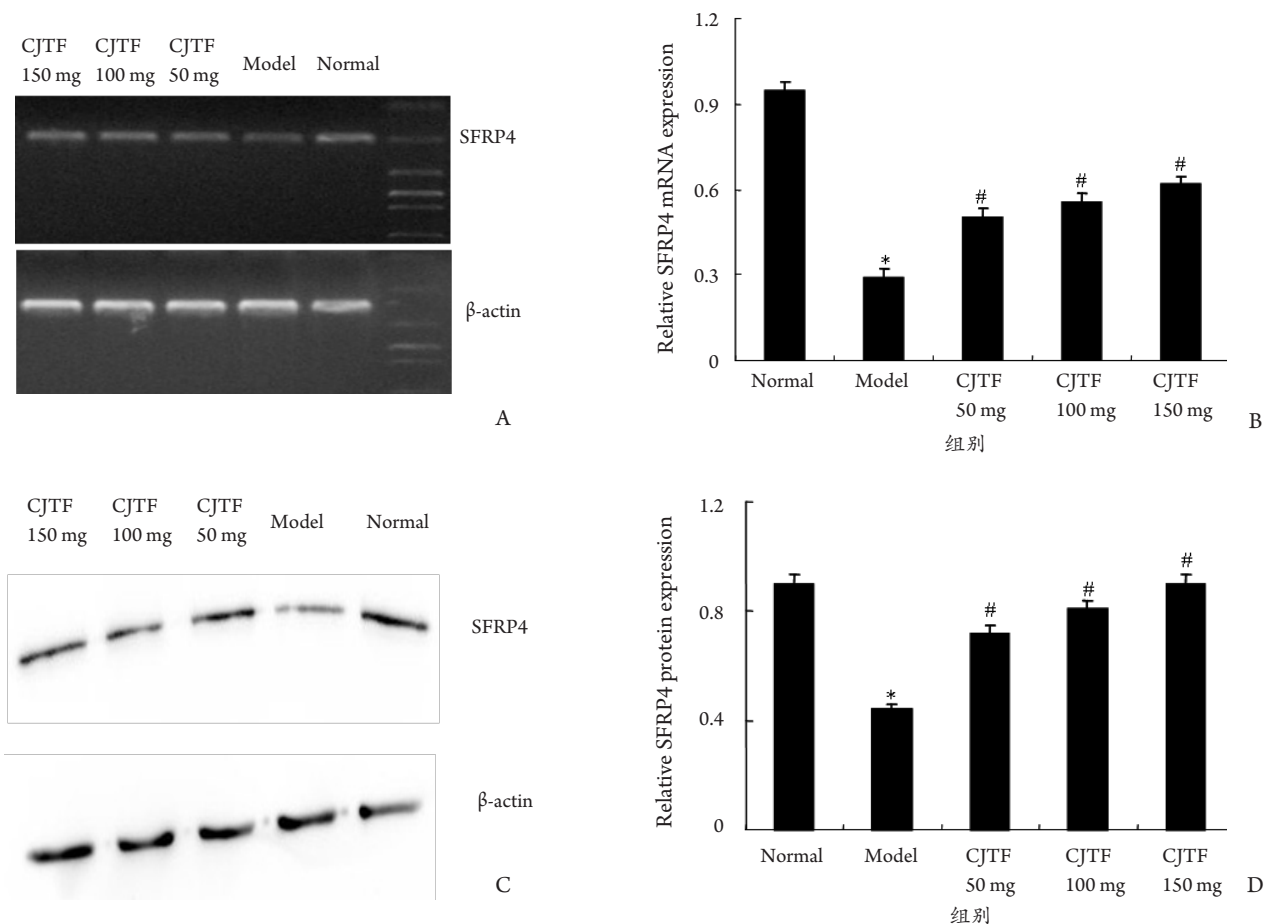 CJTF CJTF CJTF
150 mg 100 mg 50 mg Model Normal
SFRP4
β-actin
A
1.2
0.9
0.6
0.3
0
Relative SFRP4 mRNA expression
*
#
#
#
Normal Model CJTF CJTF CJTF
50 mg 100 mg 150 mg
组别
B
CJTF CJTF CJTF
150 mg 100 mg 50 mg Model Normal
SFRP4
β-actin
C
1.2
0.8
0.4
0
Relative SFRP4 protein expression
*
#
#
#
Normal Model CJTF CJTF CJTF
50 mg 100 mg 150 mg
组别
D